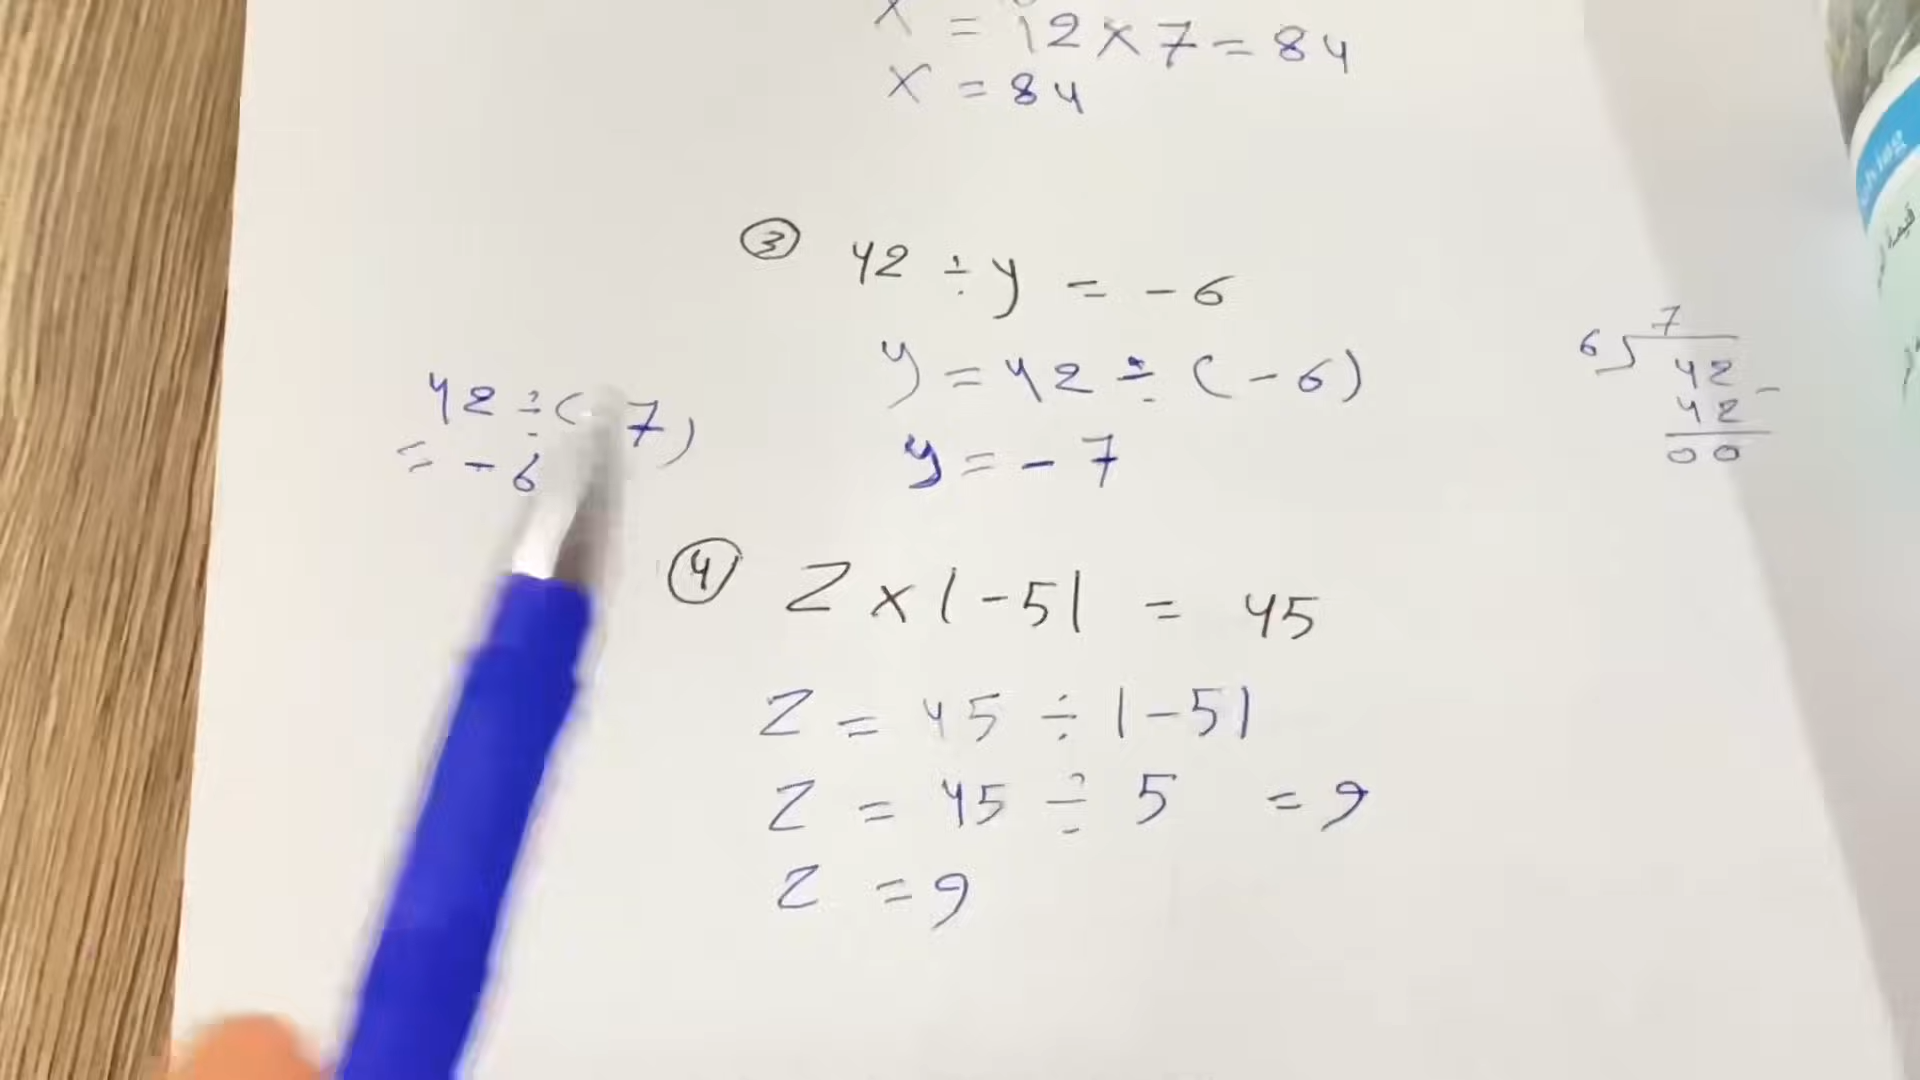 x = 12 × 7 = 84
x = 84
③ 42 ÷ y = - 6
y = 42 ÷ (- 6)
y = - 7
42 ÷ (- 7)
= - 6
7
6 42 -
42
00
④ Z × |-5| = 45
Z = 45 ÷ |-5|
Z = 45 ÷ 5 = 9
Z = 9